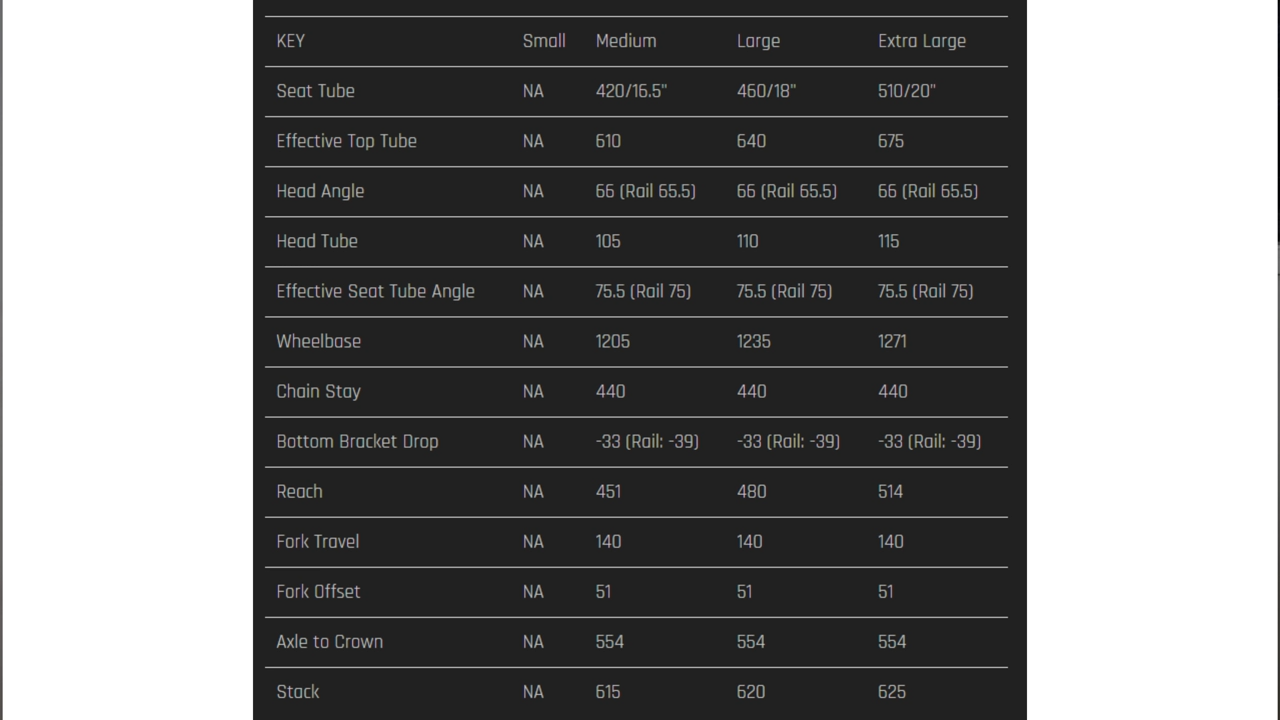 KEY Small Medium Large Extra Large
Seat Tube NA 420/16.5" 460/18" 510/20"
Effective Top Tube NA 610 640 675
Head Angle NA 66 (Rail 65.5) 66 (Rail 65.5) 66 (Rail 65.5)
Head Tube NA 105 110 115
Effective Seat Tube Angle NA 75.5 (Rail 75) 75.5 (Rail 75) 75.5 (Rail 75)
Wheelbase NA 1205 1235 1271
Chain Stay NA 440 440 440
Bottom Bracket Drop NA -33 (Rail: -39) -33 (Rail: -39) -33 (Rail: -39)
Reach NA 451 480 514
Fork Travel NA 140 140 140
Fork Offset NA 51 51 51
Axle to Crown NA 554 554 554
Stack NA 615 620 625